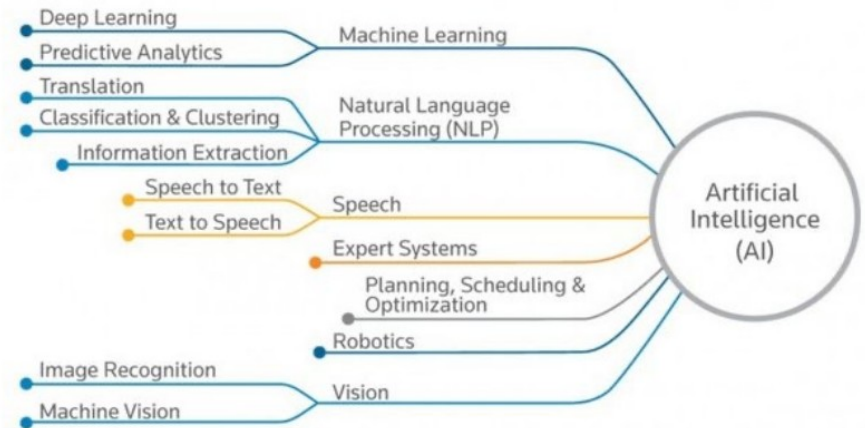 Deep Learning
Predictive Analytics
Machine Learning
Translation
Classification & Clustering
Information Extraction
Natural Language
Processing (NLP)
Speech to Text
Text to Speech
Speech
Expert Systems
Planning, Scheduling &
Optimization
Robotics
Image Recognition
Machine Vision
Vision
Artificial
Intelligence
(AI)